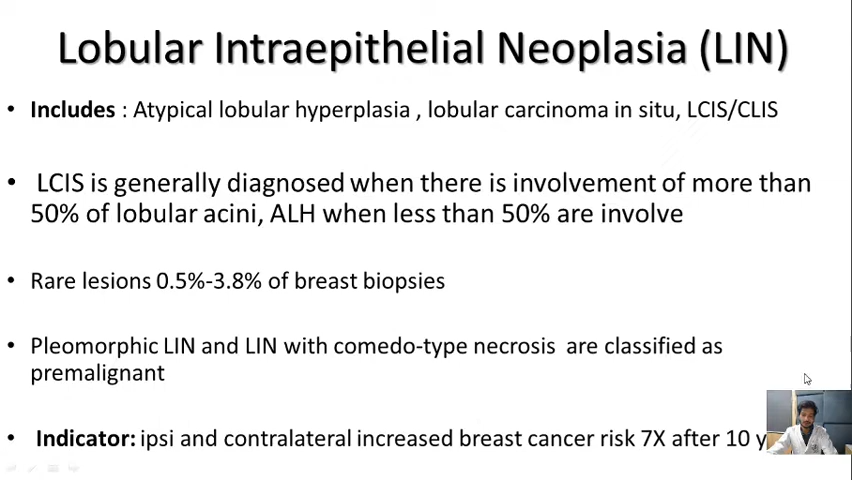 Lobular Intraepithelial Neoplasia (LIN)
• Includes : Atypical lobular hyperplasia , lobular carcinoma in situ, LCIS/CLIS
• LCIS is generally diagnosed when there is involvement of more than
50% of lobular acini, ALH when less than 50% are involve
• Rare lesions 0.5%-3.8% of breast biopsies
• Pleomorphic LIN and LIN with comedo-type necrosis are classified as
premalignant
• Indicator: ipsi and contralateral increased breast cancer risk 7X after 10